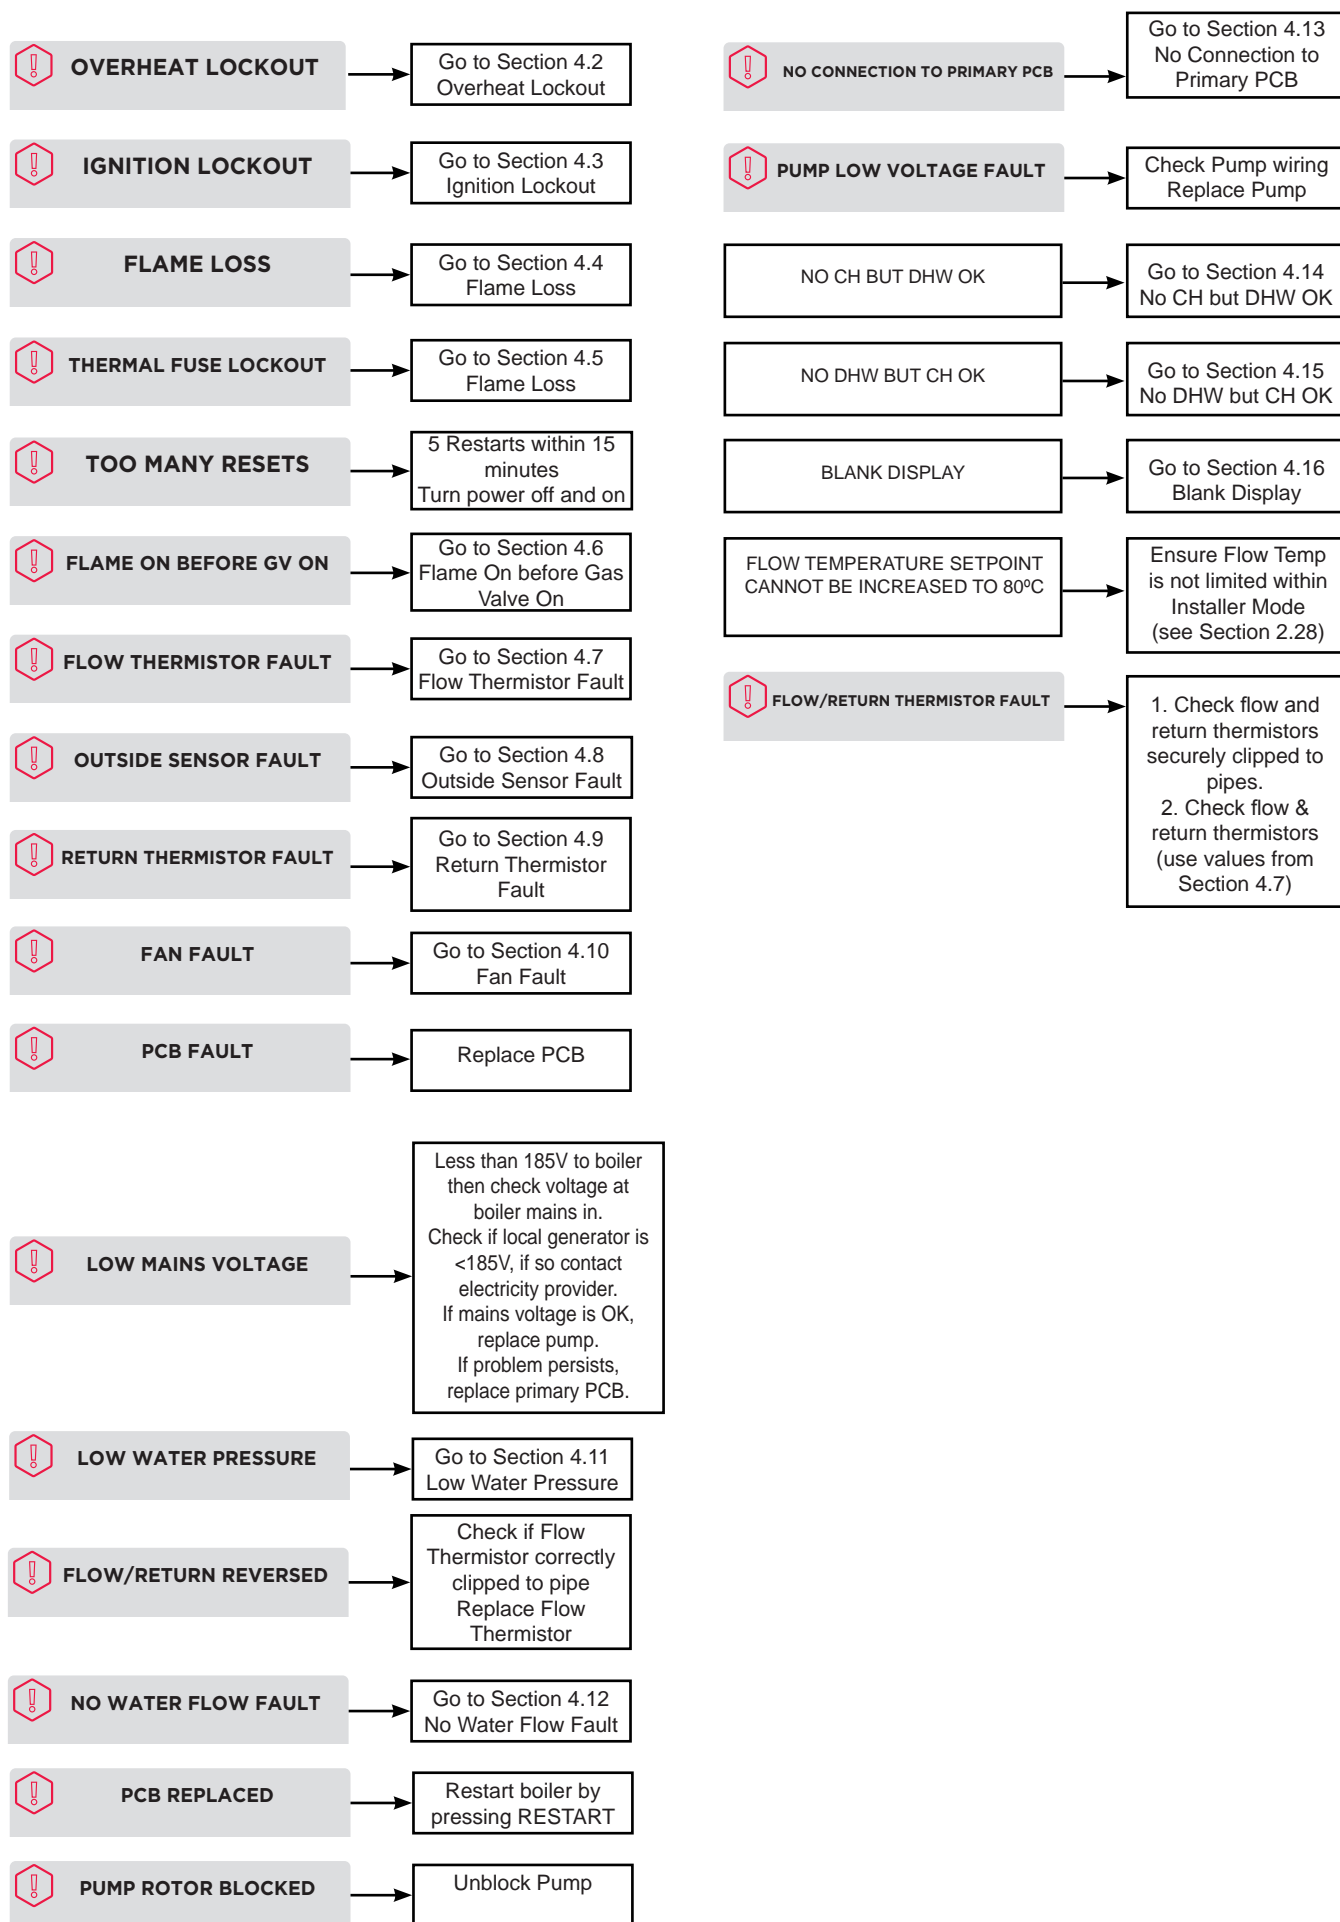 OVERHEAT LOCKOUT
Go to Section 4.2
Overheat Lockout
IGNITION LOCKOUT
Go to Section 4.3
Ignition Lockout
FLAME LOSS
Go to Section 4.4
Flame Loss
THERMAL FUSE LOCKOUT
Go to Section 4.5
Flame Loss
TOO MANY RESETS
5 Restarts within 15
minutes
Turn power off and on
FLAME ON BEFORE GV ON
Go to Section 4.6
Flame On before Gas
Valve On
FLOW THERMISTOR FAULT
Go to Section 4.7
Flow Thermistor Fault
OUTSIDE SENSOR FAULT
Go to Section 4.8
Outside Sensor Fault
RETURN THERMISTOR FAULT
Go to Section 4.9
Return Thermistor
Fault
FAN FAULT
Go to Section 4.10
Fan Fault
PCB FAULT
Replace PCB
LOW MAINS VOLTAGE
Less than 185V to boiler
then check voltage at
boiler mains in.
Check if local generator is
<185V, if so contact
electricity provider.
If mains voltage is OK,
replace pump.
If problem persists,
replace primary PCB.
LOW WATER PRESSURE
Go to Section 4.11
Low Water Pressure
FLOW/RETURN REVERSED
Check if Flow
Thermistor correctly
clipped to pipe
Replace Flow
Thermistor
NO WATER FLOW FAULT
Go to Section 4.12
No Water Flow Fault
PCB REPLACED
Restart boiler by
pressing RESTART
PUMP ROTOR BLOCKED
Unblock Pump
NO CONNECTION TO PRIMARY PCB
Go to Section 4.13
No Connection to
Primary PCB
PUMP LOW VOLTAGE FAULT
Check Pump wiring
Replace Pump
NO CH BUT DHW OK
Go to Section 4.14
No CH but DHW OK
NO DHW BUT CH OK
Go to Section 4.15
No DHW but CH OK
BLANK DISPLAY
Go to Section 4.16
Blank Display
FLOW TEMPERATURE SETPOINT
CANNOT BE INCREASED TO 80ºC
Ensure Flow Temp
is not limited within
Installer Mode
(see Section 2.28)
FLOW/RETURN THERMISTOR FAULT
1. Check flow and
return thermistors
securely clipped to
pipes.
2. Check flow &
return thermistors
(use values from
Section 4.7)